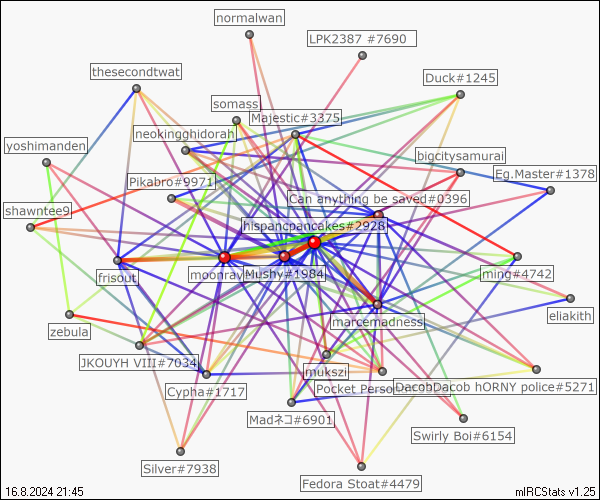 normalwan
LPK2387 #7690
thesecondtwat
Duck#1245
somass
Majestic#3375
neokingghidorah
yoshimanden
bigcitysamurai
Pikabro#9971
Eg.Master#1378
Can anything be saved#0396
shawntee9
hispancpancakes#2928
frisout
moonray
Mushy#1984
ming#4742
eliakith
zebula
marcemadness
JKOUYH VIII#7034
mukszi
Cypha#1717
Pocket Person
DacobDacob hORNY police#5271
Madネコ#6901
Swirly Boi#6154
Silver#7938
Fedora Stoat#4479
16.8.2024 21:45
mIRCStats v1.25